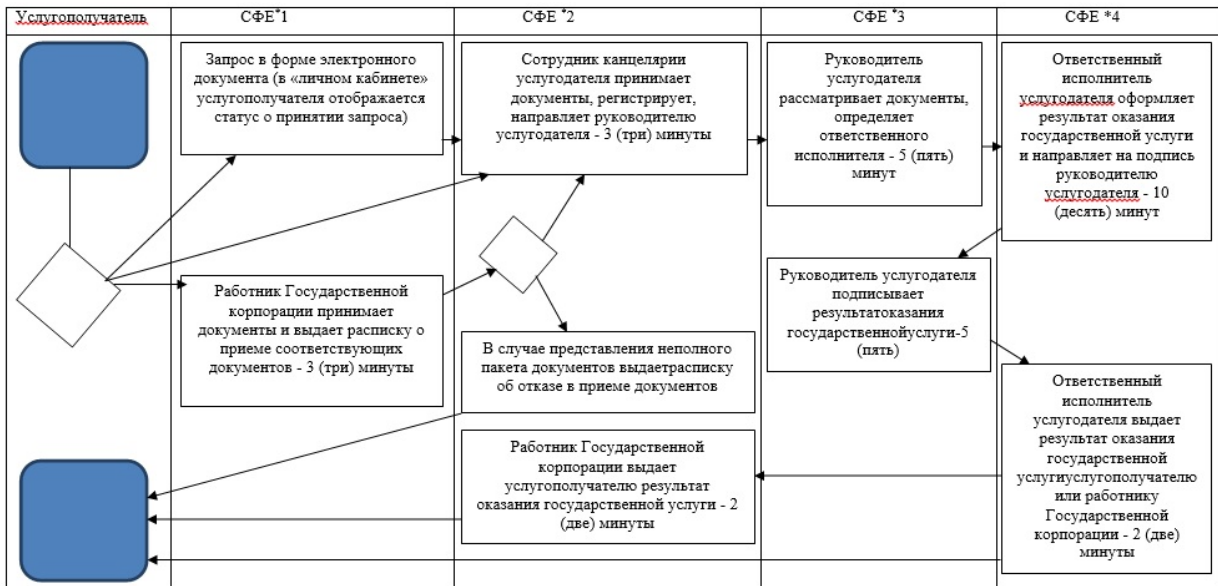 Услугополучатель
СФЕ*1
СФЕ *2
СФЕ *3
СФЕ *4
Запрос в форме электронного
документа (в «личном кабинете»
услугополучателя отображается
статус о принятии запроса)
Сотрудник канцелярии
услугодателя принимает
документы, регистрирует,
направляет руководителю
услугодателя - 3 (три) минуты
Руководитель
услугодателя
рассматривает документы,
определяет
ответственного
исполнителя - 5 (пять)
минут
Ответственный
исполнитель
услугодателя оформляет
результат оказания
государственной услуги
и направляет на подпись
руководителю
услугодателя - 10
(десять) минут
Работник Государственной
корпорации принимает
документы и выдает расписку о
приеме соответствующих
документов - 3 (три) минуты
В случае представления неполного
пакета документов выдаетрасписку
об отказе в приеме документов
Руководитель услугодателя
подписывает
результатоказания
государственнойуслуги-5
(пять)
Работник Государственной
корпорации выдает
услугополучателю результат
оказания государственной услуги - 2
(две) минуты
Ответственный
исполнитель
услугодателя выдает
результат оказания
государственной
услугиуслугополучателю
или работнику
Государственной
корпорации - 2 (две)
минуты